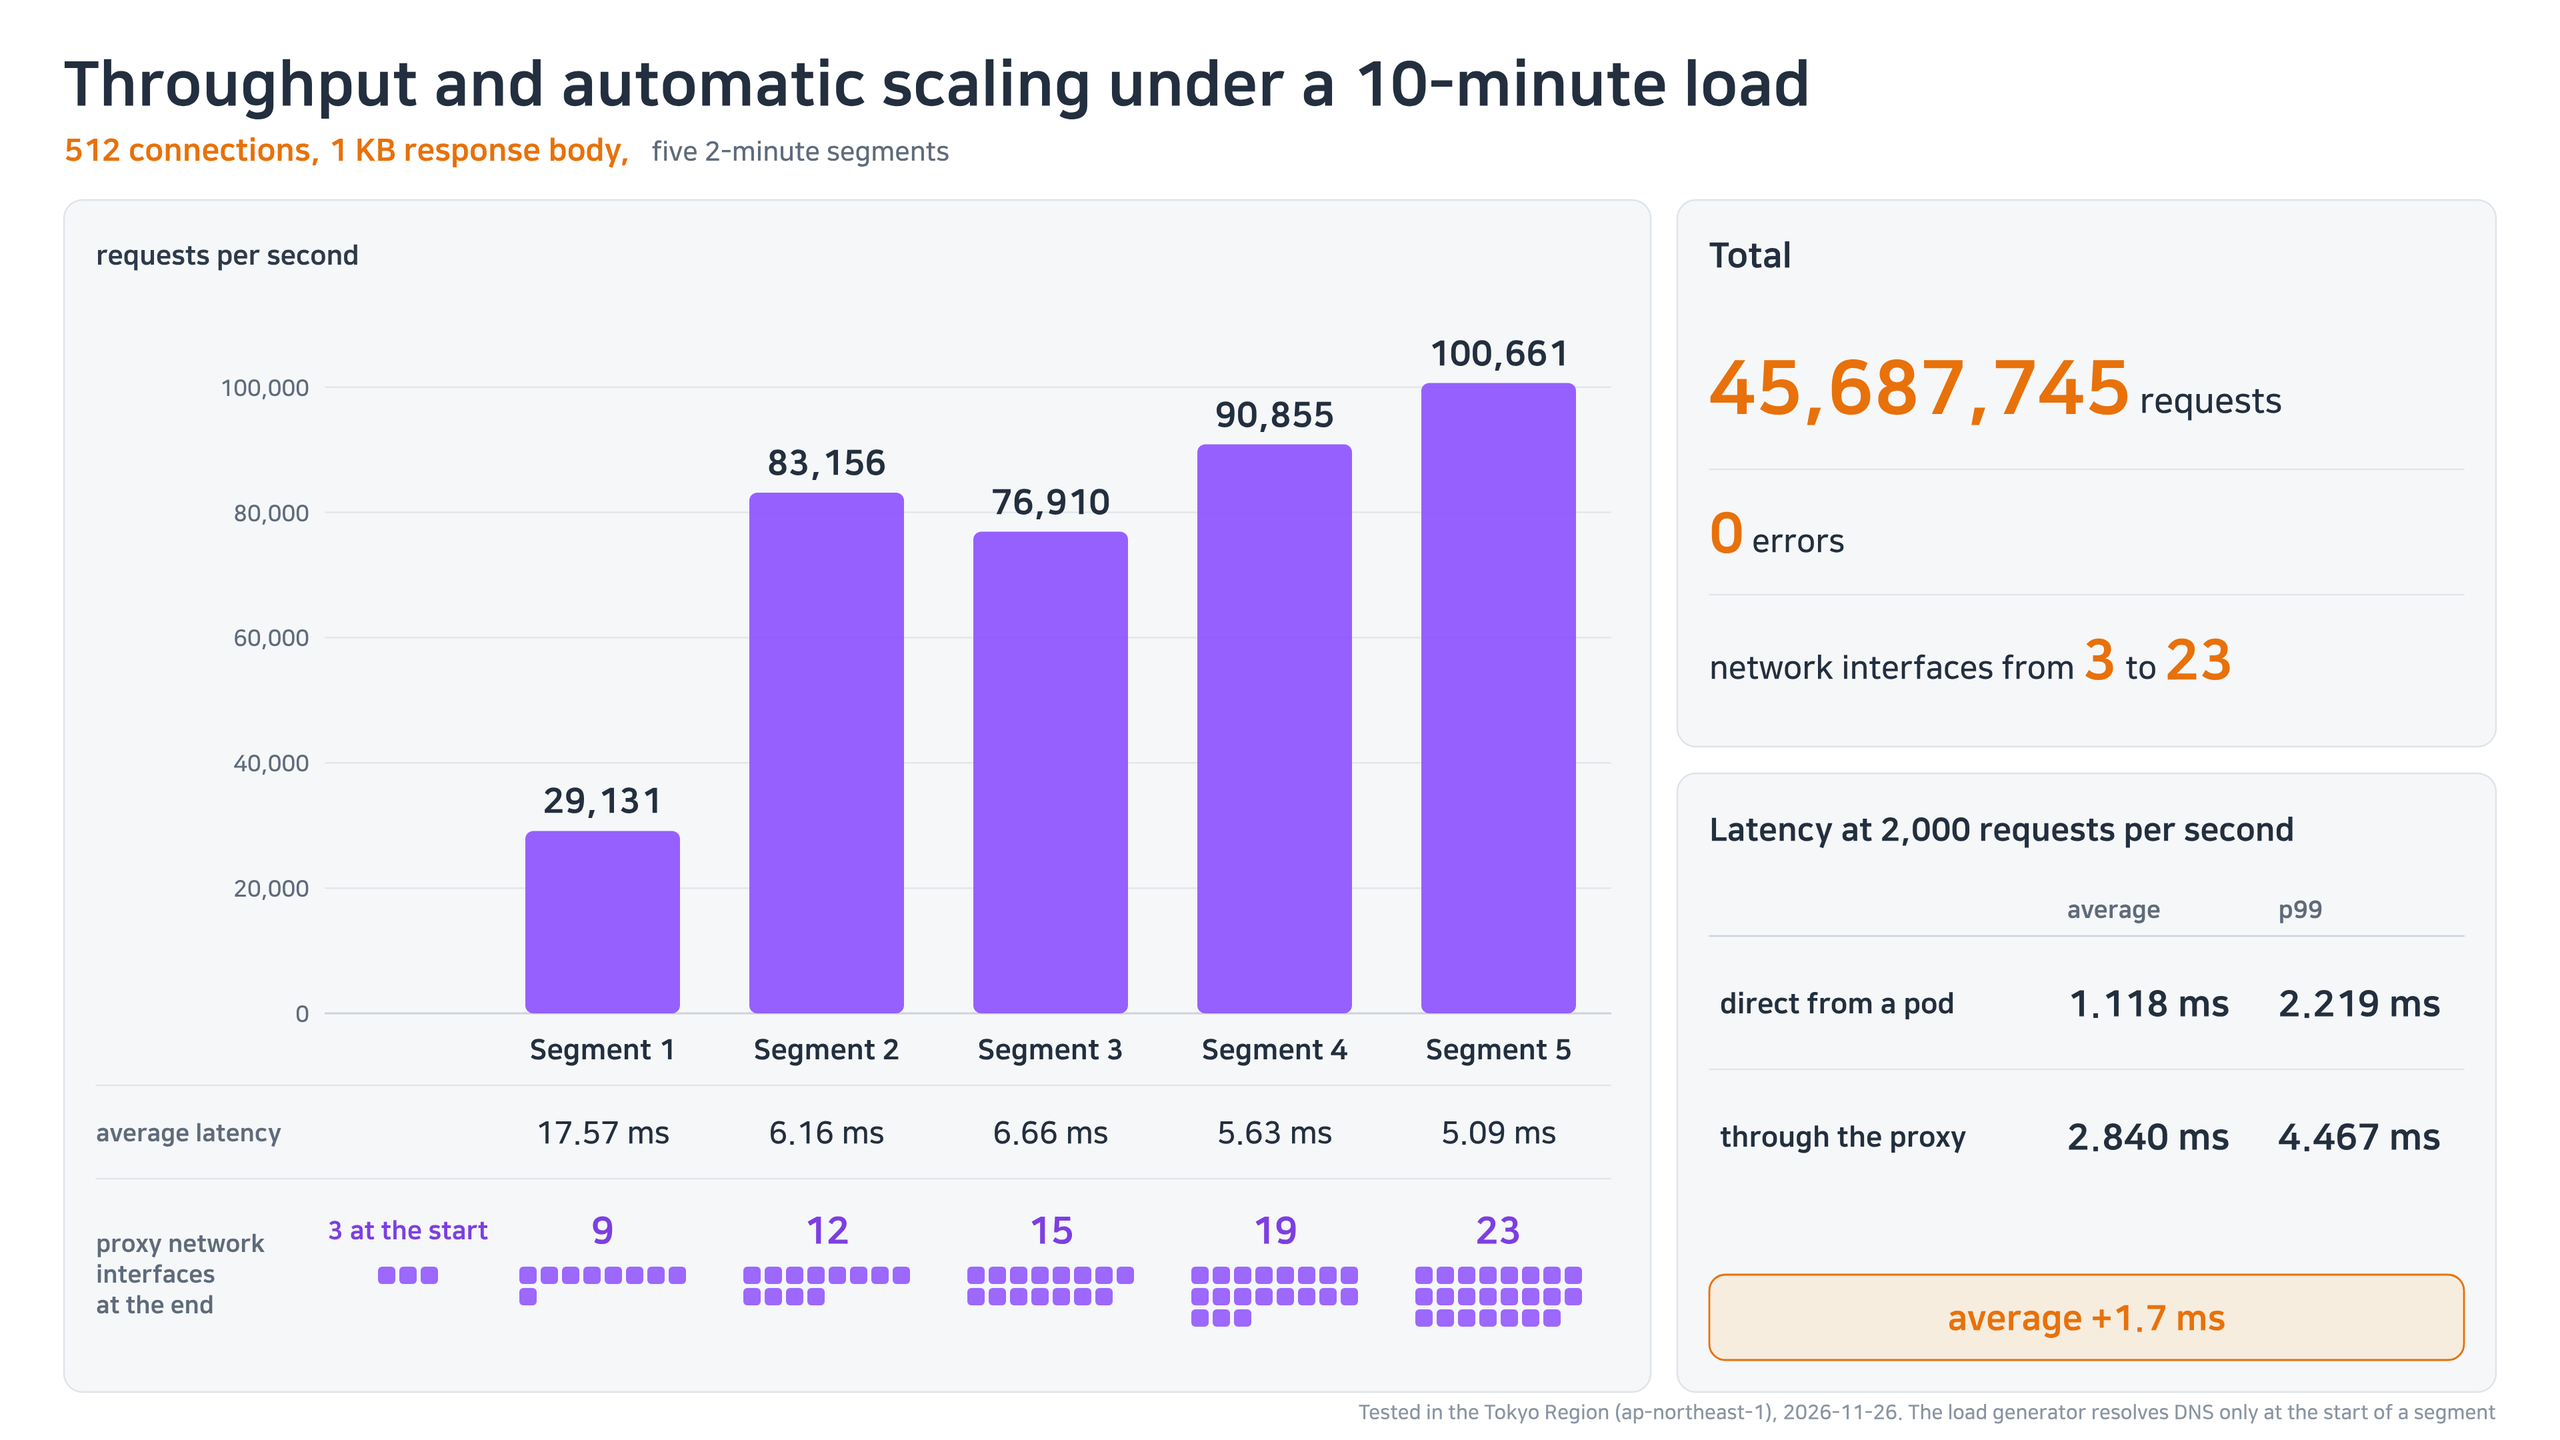 Throughput and automatic scaling under a 10-minute load
512 connections, 1 KB response body, five 2-minute segments
requests per second
100,000
80,000
60,000
40,000
20,000
0
29,131
83,156
76,910
90,855
100,661
Segment 1 Segment 2 Segment 3 Segment 4 Segment 5
average latency 17.57 ms 6.16 ms 6.66 ms 5.63 ms 5.09 ms
proxy network
interfaces
at the end
3 at the start 9 12 15 19 23
Total
45,687,745 requests
0 errors
network interfaces from 3 to 23
Latency at 2,000 requests per second
average p99
direct from a pod 1.118 ms 2.219 ms
through the proxy 2.840 ms 4.467 ms
average +1.7 ms
Tested in the Tokyo Region (ap-northeast-1), 2026-11-26. The load generator resolves DNS only at the start of a segment